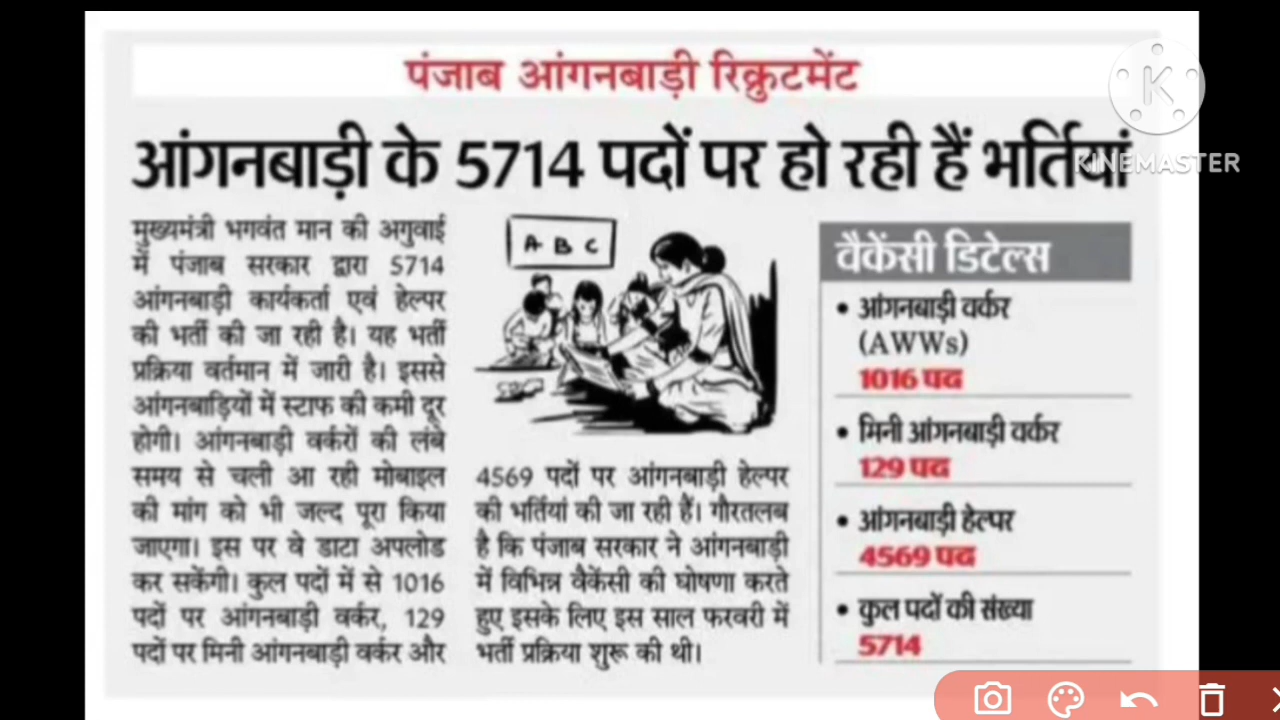 पंजाब आंगनबाड़ी रिक्रुटमेंट
आंगनबाड़ी के 5714 पदों पर हो रही हैं भर्तियां
K
KINEMASTER
मुख्यमंत्री भगवंत मान की अगुवाई
में पंजाब सरकार द्वारा 5714
आंगनबाड़ी कार्यकर्ता एवं हेल्पर
की भर्ती की जा रही है। यह भर्ती
प्रक्रिया वर्तमान में जारी है। इससे
आंगनबाड़ियों में स्टाफ की कमी दूर
होगी। आंगनबाड़ी वर्करों की लंबे
समय से चली आ रही मोबाइल
की मांग को भी जल्द पूरा किया
जाएगा। इस पर वे डाटा अपलोड
कर सकेंगी। कुल पदों में से 1016
पदों पर आंगनबाड़ी वर्कर, 129
पदों पर मिनी आंगनबाड़ी वर्कर और
A B C
4569 पदों पर आंगनबाड़ी हेल्पर
की भर्तियां की जा रही हैं। गौरतलब
है कि पंजाब सरकार ने आंगनबाड़ी
में विभिन्न वैकेंसी की घोषणा करते
हुए इसके लिए इस साल फरवरी में
भर्ती प्रक्रिया शुरू की थी।
वैकेंसी डिटेल्स
• आंगनबाड़ी वर्कर
(AWWs)
1016 पद
• मिनी आंगनबाड़ी वर्कर
129 पद
• आंगनबाड़ी हेल्पर
4569 पद
• कुल पदों की संख्या
5714